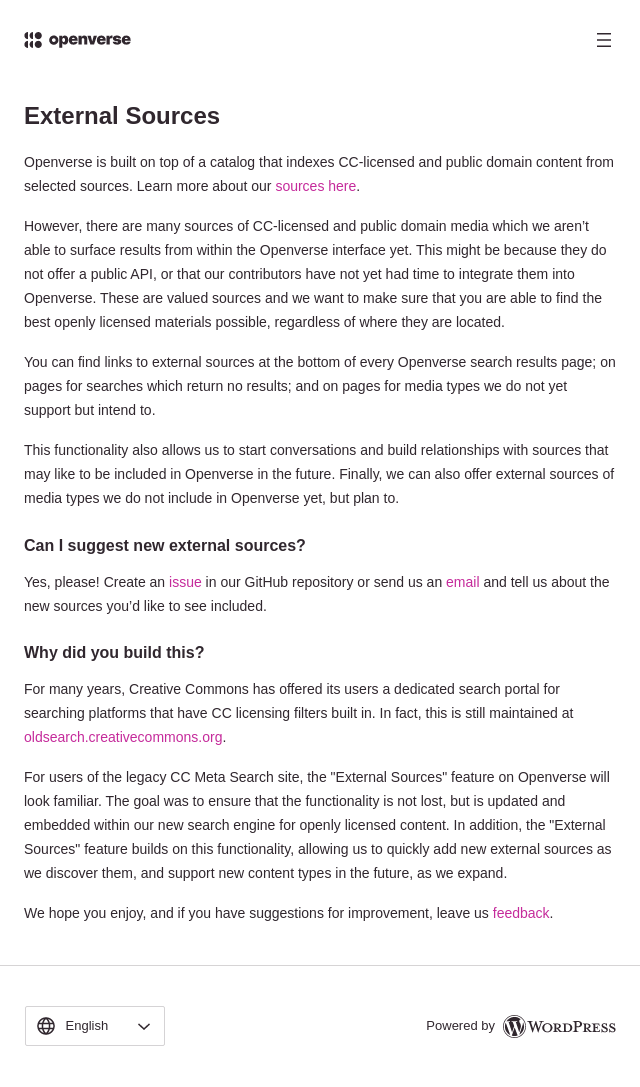 openverse
External Sources
Openverse is built on top of a catalog that indexes CC-licensed and public domain content from
selected sources. Learn more about our sources here.
However, there are many sources of CC-licensed and public domain media which we aren’t
able to surface results from within the Openverse interface yet. This might be because they do
not offer a public API, or that our contributors have not yet had time to integrate them into
Openverse. These are valued sources and we want to make sure that you are able to find the
best openly licensed materials possible, regardless of where they are located.
You can find links to external sources at the bottom of every Openverse search results page; on
pages for searches which return no results; and on pages for media types we do not yet
support but intend to.
This functionality also allows us to start conversations and build relationships with sources that
may like to be included in Openverse in the future. Finally, we can also offer external sources of
media types we do not include in Openverse yet, but plan to.
Can I suggest new external sources?
Yes, please! Create an issue in our GitHub repository or send us an email and tell us about the
new sources you’d like to see included.
Why did you build this?
For many years, Creative Commons has offered its users a dedicated search portal for
searching platforms that have CC licensing filters built in. In fact, this is still maintained at
oldsearch.creativecommons.org.
For users of the legacy CC Meta Search site, the "External Sources" feature on Openverse will
look familiar. The goal was to ensure that the functionality is not lost, but is updated and
embedded within our new search engine for openly licensed content. In addition, the "External
Sources" feature builds on this functionality, allowing us to quickly add new external sources as
we discover them, and support new content types in the future, as we expand.
We hope you enjoy, and if you have suggestions for improvement, leave us feedback.
English
Powered by WordPress